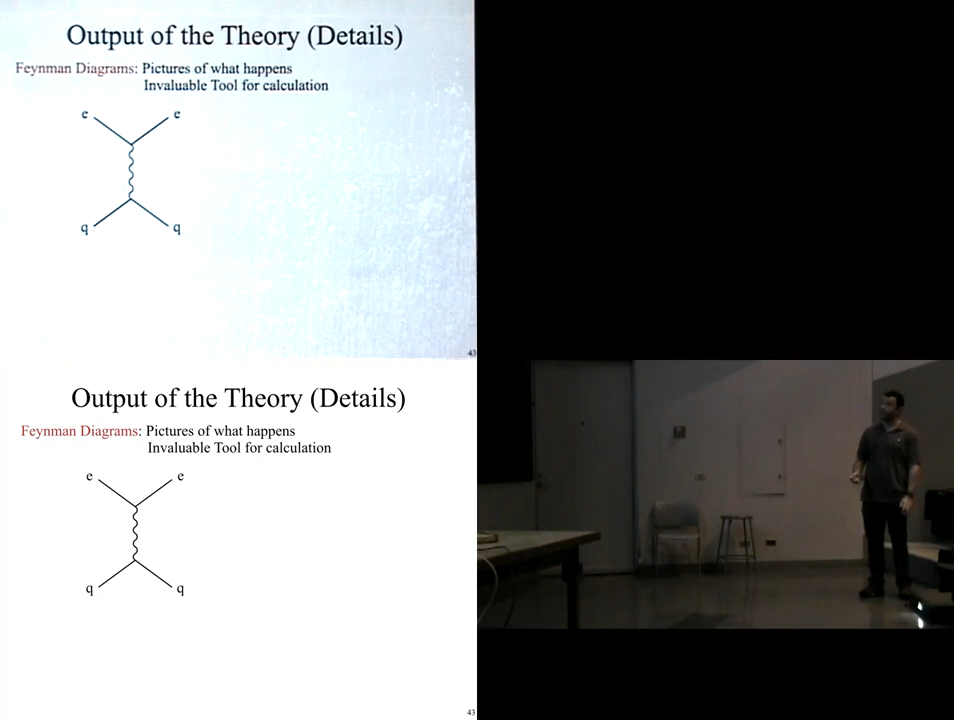 Output of the Theory (Details)
Feynman Diagrams: Pictures of what happens
Invaluable Tool for calculation
e e
q q
43
Output of the Theory (Details)
Feynman Diagrams: Pictures of what happens
Invaluable Tool for calculation
e e
q q
43